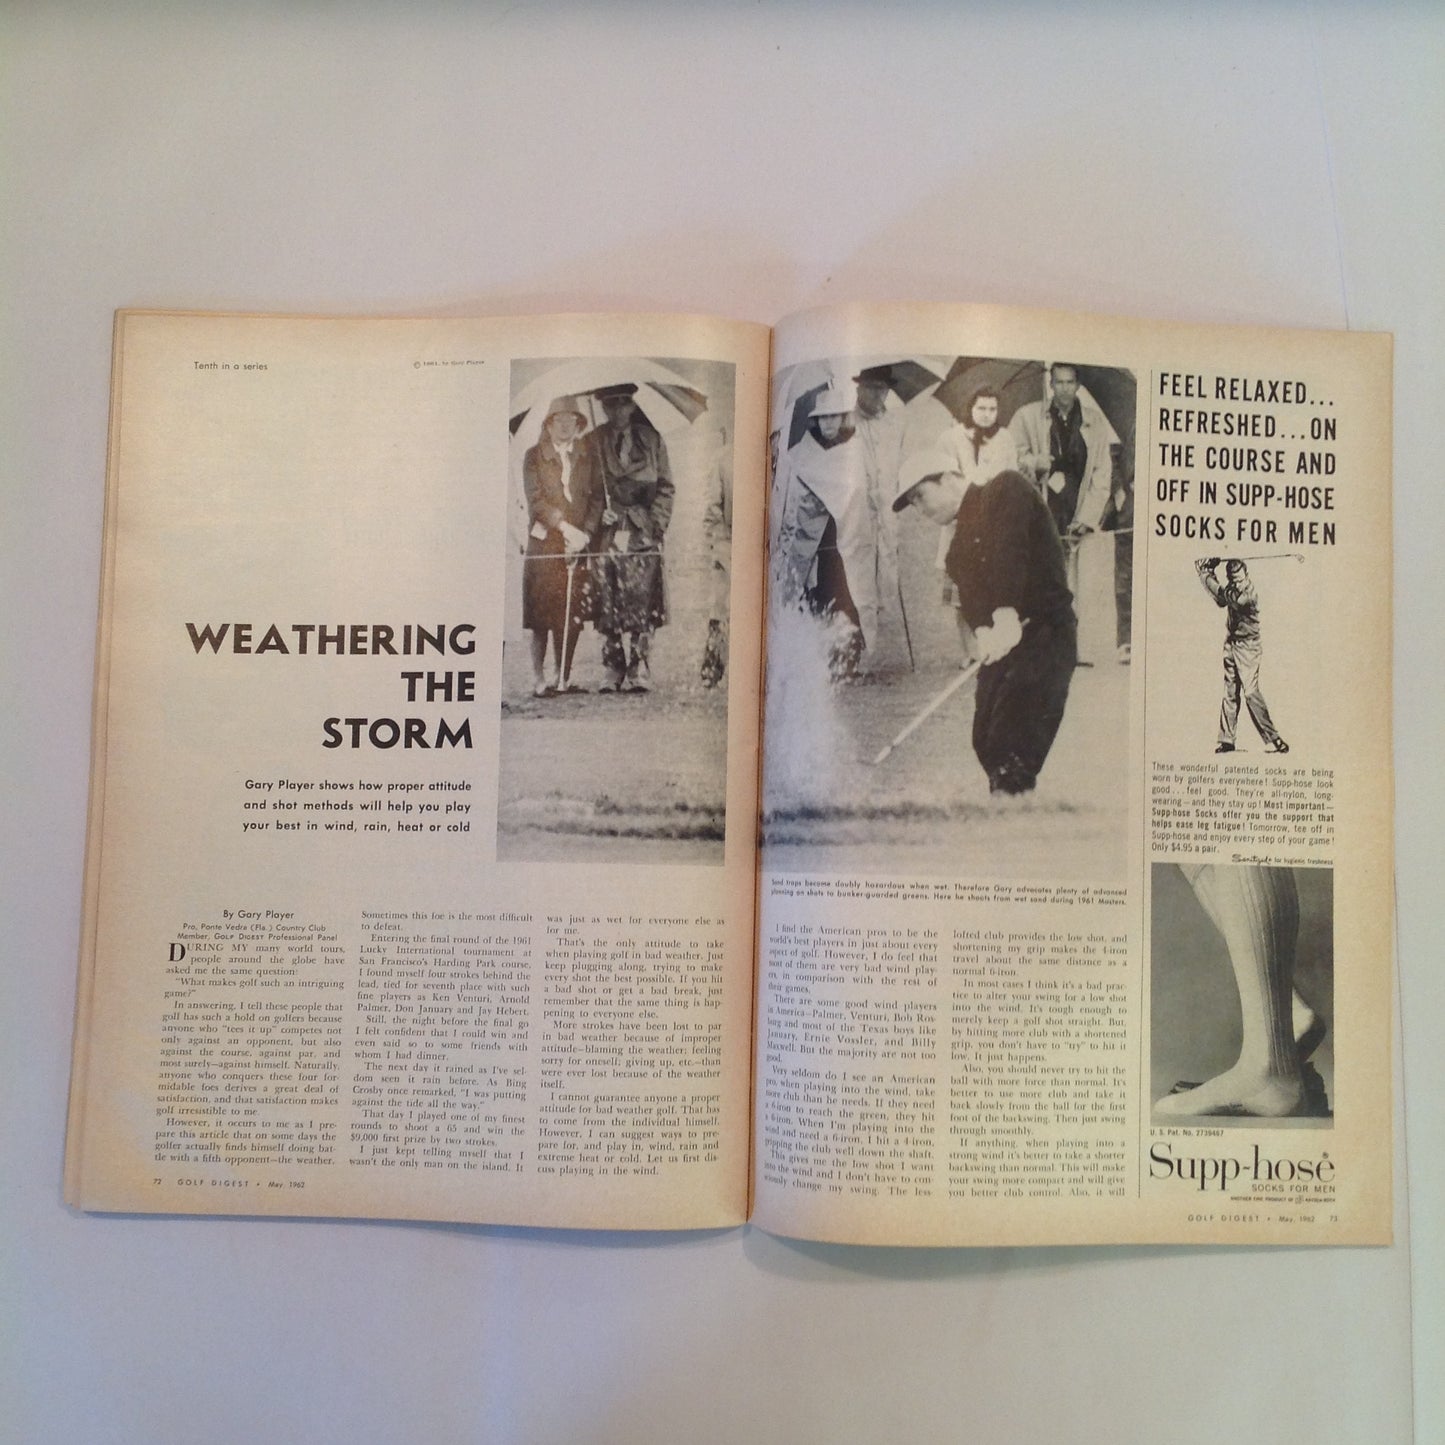 Tenth in a series
by Gary Player
WEATHERING
THE
STORM
Gary Player shows how proper attitude
and shot methods will help you play
your best in wind, rain, heat or cold
By Gary Player
Pro, Ponte Vedra (Fla.) Country Club
Member, GOLF DIGEST Professional Panel
DURING MY many world tours,
people around the globe have
asked me the same question:
"What makes golf such an intriguing
game?"
In answering, I tell these people that
golf has such a hold on golfers because
anyone who "tees it up" competes not
only against an opponent, but also
against the course, against par, and
most surely—against himself. Naturally,
anyone who conquers these four for-
midable foes derives a great deal of
satisfaction, and that satisfaction makes
golf irresistible to me.
However, it occurs to me as I pre-
pare this article that on some days the
golfer actually finds himself doing bat-
tle with a fifth opponent—the weather.
Sometimes this foe is the most difficult
to defeat.
Entering the final round of the 1961
Lucky International tournament at
San Francisco's Harding Park course,
I found myself four strokes behind the
lead, tied for seventh place with such
fine players as Ken Venturi, Arnold
Palmer, Don January and Jay Hebert.
Still, the night before the final go
I felt confident that I could win and
even said so to some friends with
whom I had dinner.
The next day it rained as I've sel-
dom seen it rain before. As Bing
Crosby once remarked, "I was putting
against the tide all the way."
That day I played one of my finest
rounds to shoot a 65 and win the
$9,000 first prize by two strokes.
I just kept telling myself that I
wasn't the only man on the island. It
was just as wet for everyone else as
for me.
That's the only attitude to take
when playing golf in bad weather. Just
keep plugging along, trying to make
every shot the best possible. If you hit
a bad shot or get a bad break, just
remember that the same thing is hap-
pening to everyone else.
More strokes have been lost to par
in bad weather because of improper
attitude—blaming the weather; feeling
sorry for oneself; giving up, etc.—than
were ever lost because of the weather
itself.
I cannot guarantee anyone a proper
attitude for bad weather golf. That has
to come from the individual himself.
However, I can suggest ways to pre-
pare for, and play in, wind, rain and
extreme heat or cold. Let us first dis-
cuss playing in the wind.
72 GOLF DIGEST • May, 1962
Sand traps become doubly hazardous when wet. Therefore Gary advocates plenty of advanced
planning on shots to bunker-guarded greens. Here he shoots from wet sand during 1961 Masters.
I find the American pros to be the
world's best players in just about every
aspect of golf. However, I do feel that
most of them are very bad wind play-
ers, in comparison with the rest of
their games.
There are some good wind players
in America—Palmer, Venturi, Bob Ros-
burg and most of the Texas boys like
January, Ernie Vossler, and Billy
Maxwell. But the majority are not too
good.
Very seldom do I see an American
pro, when playing into the wind, take
more club than he needs. If they need
a 6-iron to reach the green, they hit
a 6-iron. When I'm playing into the
wind and need a 6-iron, I hit a 4-iron,
gripping the club well down the shaft.
This gives me the low shot I want
into the wind and I don't have to con-
sciously change my swing. The less
lofted club provides the low shot, and
shortening my grip makes the 4-iron
travel about the same distance as a
normal 6-iron.
In most cases I think it's a bad prac-
tice to alter your swing for a low shot
into the wind. It's tough enough to
merely keep a golf shot straight. But,
by hitting more club with a shortened
grip, you don't have to "try" to hit it
low. It just happens.
Also, you should never try to hit the
ball with more force than normal. It's
better to use more club and take it
back slowly from the ball for the first
foot of the backswing. Then just swing
through smoothly.
If anything, when playing into a
strong wind it's better to take a shorter
backswing than normal. This will make
your swing more compact and will give
you better club control. Also, it will
FEEL RELAXED...
REFRESHED...ON
THE COURSE AND
OFF IN SUPP-HOSE
SOCKS FOR MEN
These wonderful patented socks are being
worn by golfers everywhere! Supp-hose look
good...feel good. They're all-nylon, long-
wearing—and they stay up! Most important—
Supp-hose Socks offer you the support that
helps ease leg fatigue! Tomorrow, tee off in
Supp-hose and enjoy every step of your game!
Only $4.95 a pair.
Sanitized for hygienic freshness
U. S. Pat. No. 2739467
Supp-hose®
SOCKS FOR MEN
ANOTHER FINE PRODUCT OF KAYSER-ROTH
GOLF DIGEST • May, 1962 73